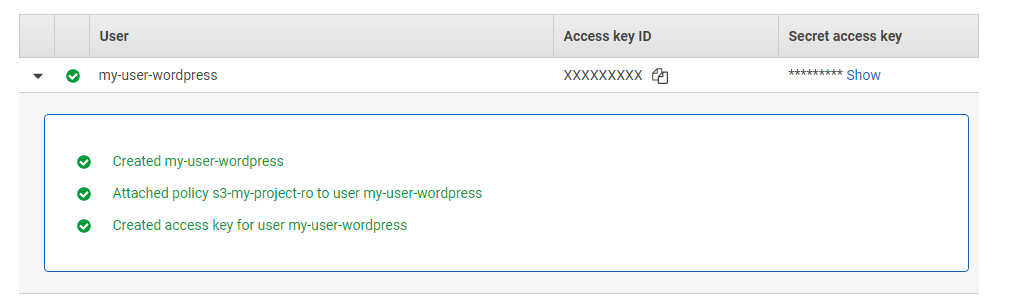 User Access key ID Secret access key
my-user-wordpress XXXXXXXXX ********* Show
Created my-user-wordpress
Attached policy s3-my-project-ro to user my-user-wordpress
Created access key for user my-user-wordpress